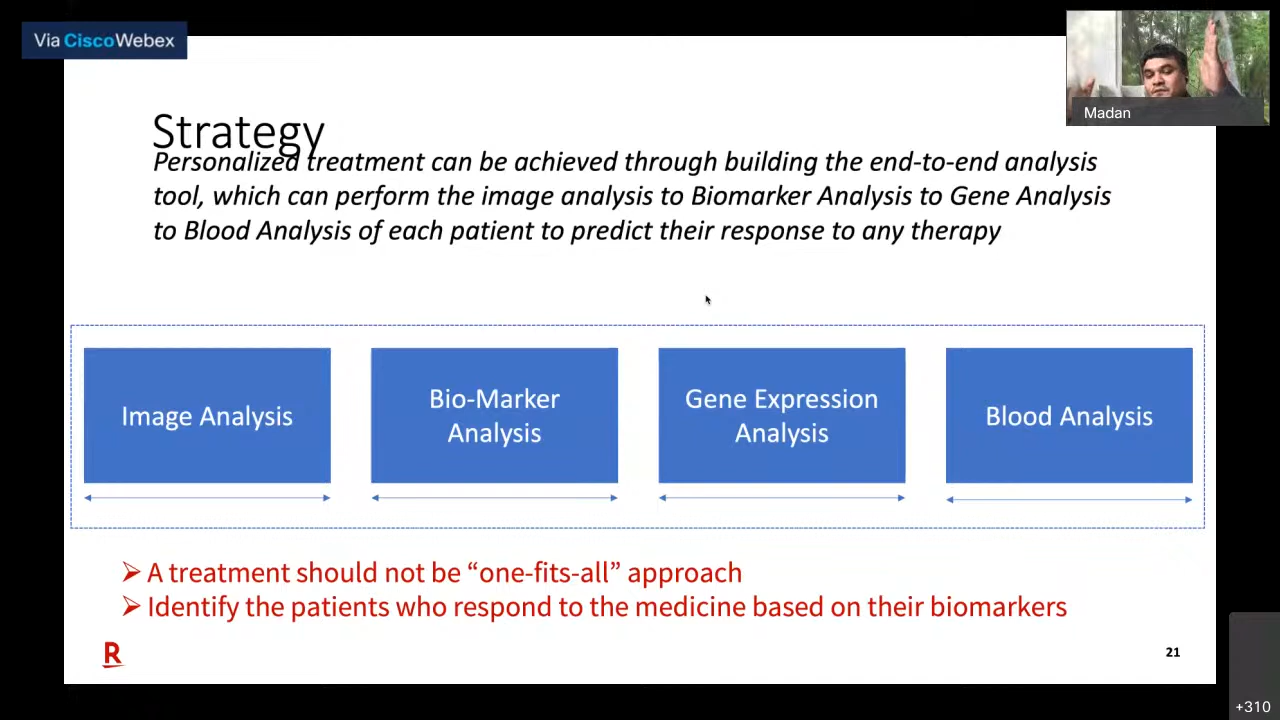 Via CiscoWebex
Madan
Strategy
Personalized treatment can be achieved through building the end-to-end analysis
tool, which can perform the image analysis to Biomarker Analysis to Gene Analysis
to Blood Analysis of each patient to predict their response to any therapy
Image Analysis
Bio-Marker
Analysis
Gene Expression
Analysis
Blood Analysis
A treatment should not be “one-fits-all” approach
Identify the patients who respond to the medicine based on their biomarkers
R
21
+310